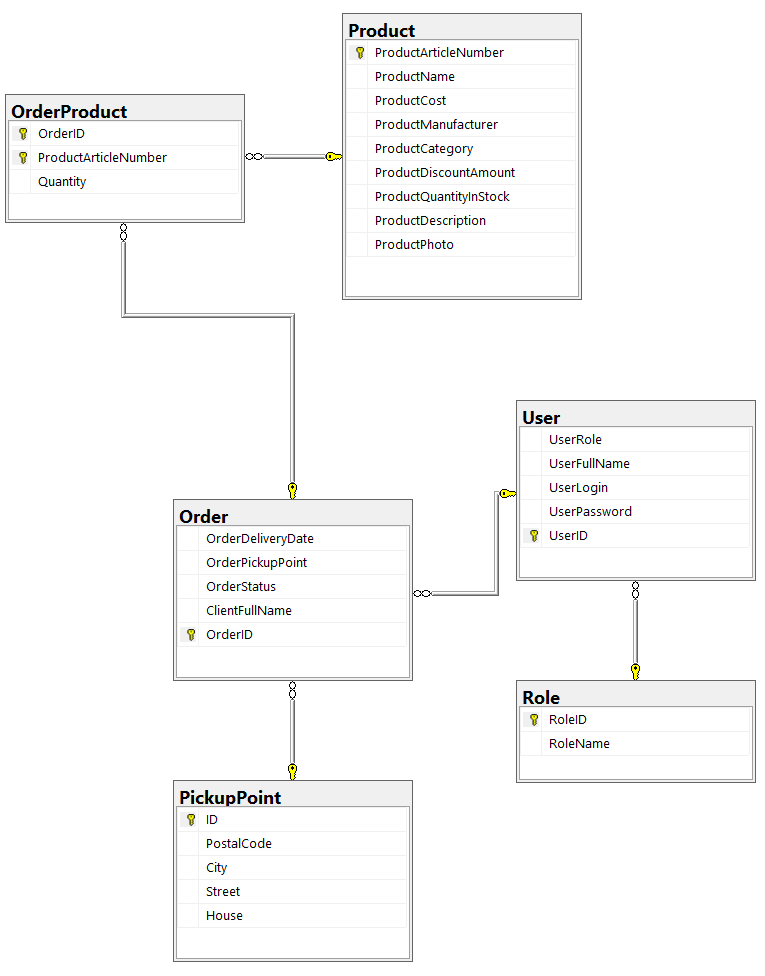 Product
ProductArticleNumber
ProductName
ProductCost
ProductManufacturer
ProductCategory
ProductDiscountAmount
ProductQuantityInStock
ProductDescription
ProductPhoto
OrderProduct
OrderID
ProductArticleNumber
Quantity
User
UserRole
UserFullName
UserLogin
UserPassword
UserID
Order
OrderDeliveryDate
OrderPickupPoint
OrderStatus
ClientFullName
OrderID
Role
RoleID
RoleName
PickupPoint
ID
PostalCode
City
Street
House